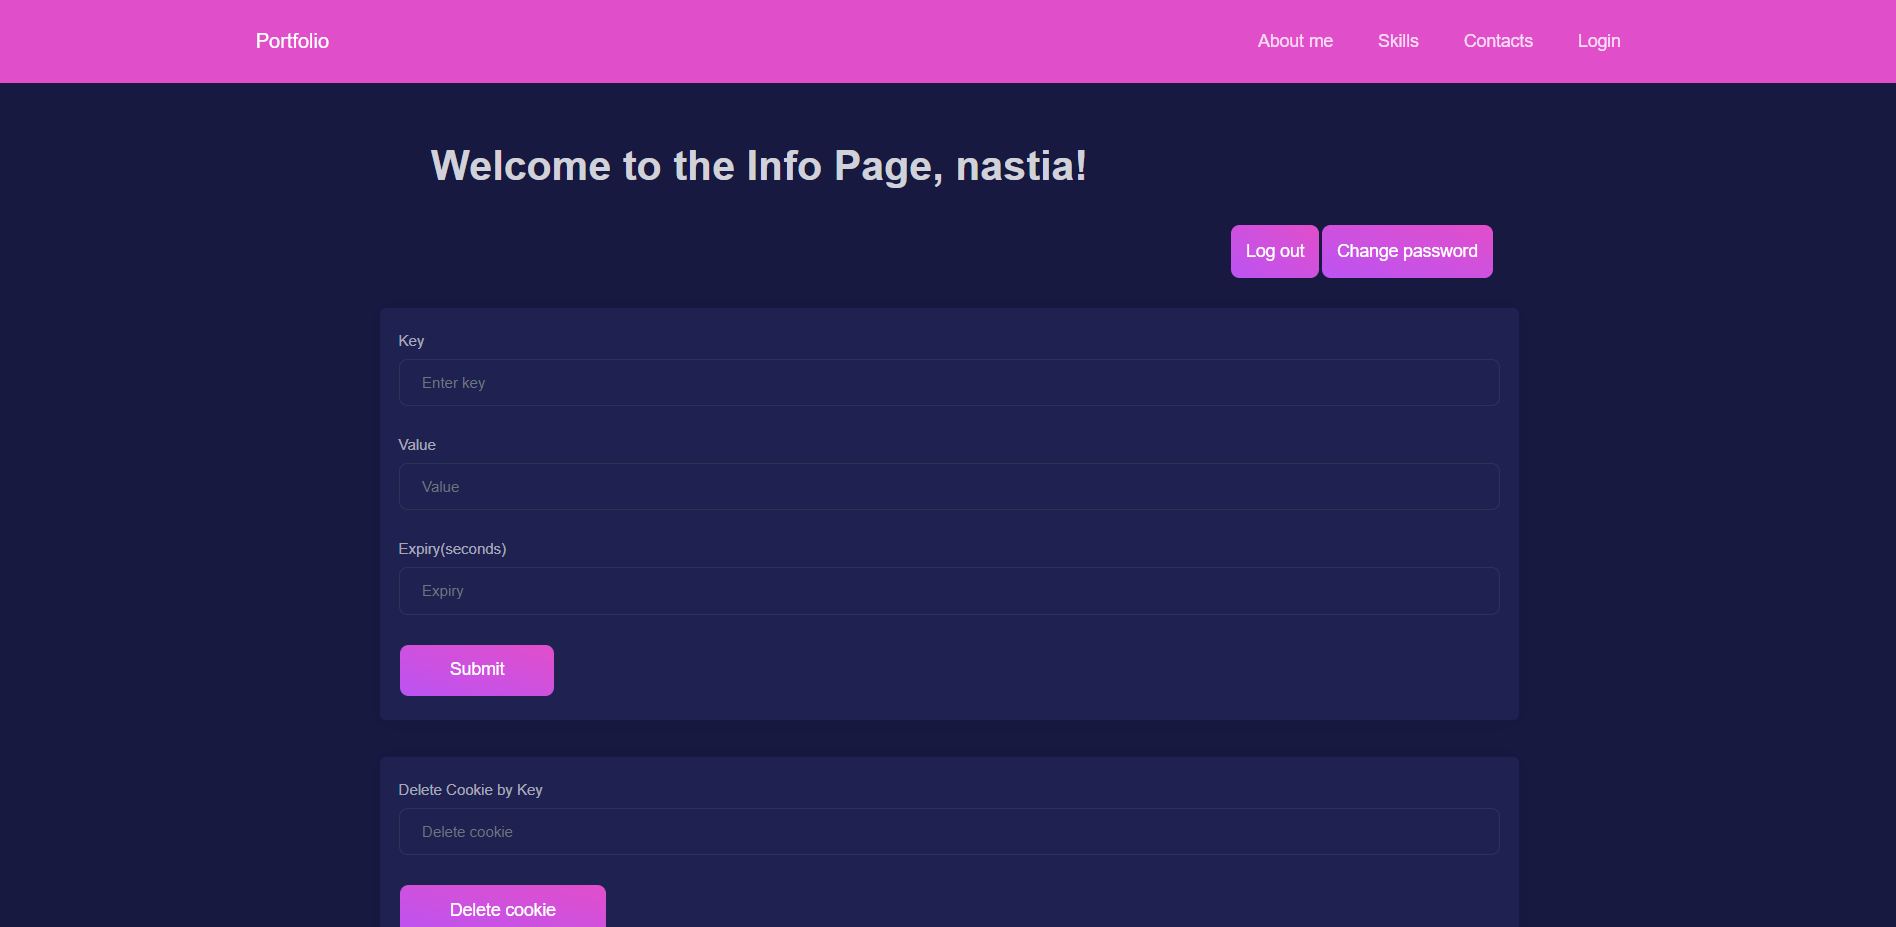 Portfolio
About me Skills Contacts Login
Welcome to the Info Page, nastia!
Log out Change password
Key
Enter key
Value
Value
Expiry(seconds)
Expiry
Submit
Delete Cookie by Key
Delete cookie
Delete cookie